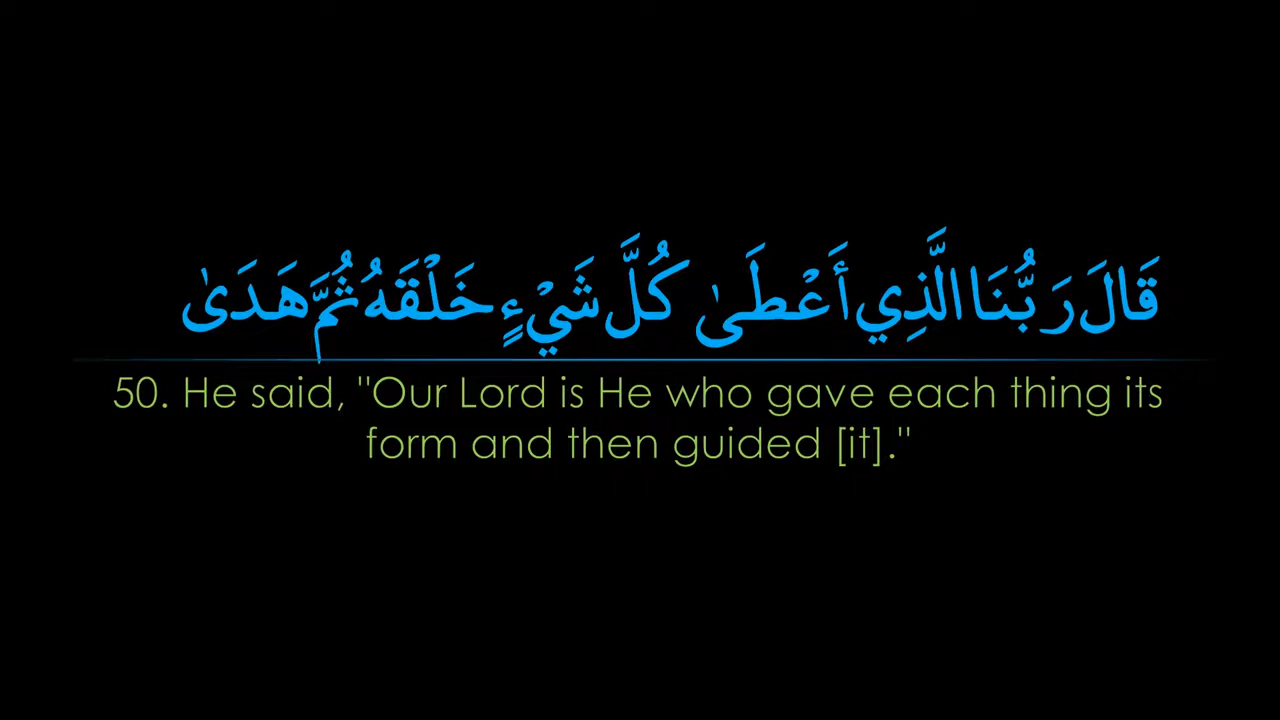 قَالَ رَبُّنَا الَّذِي أَعْطَىٰ كُلَّ شَيْءٍ خَلْقَهُ ثُمَّ هَدَىٰ
50. He said, "Our Lord is He who gave each thing its
form and then guided [it]."